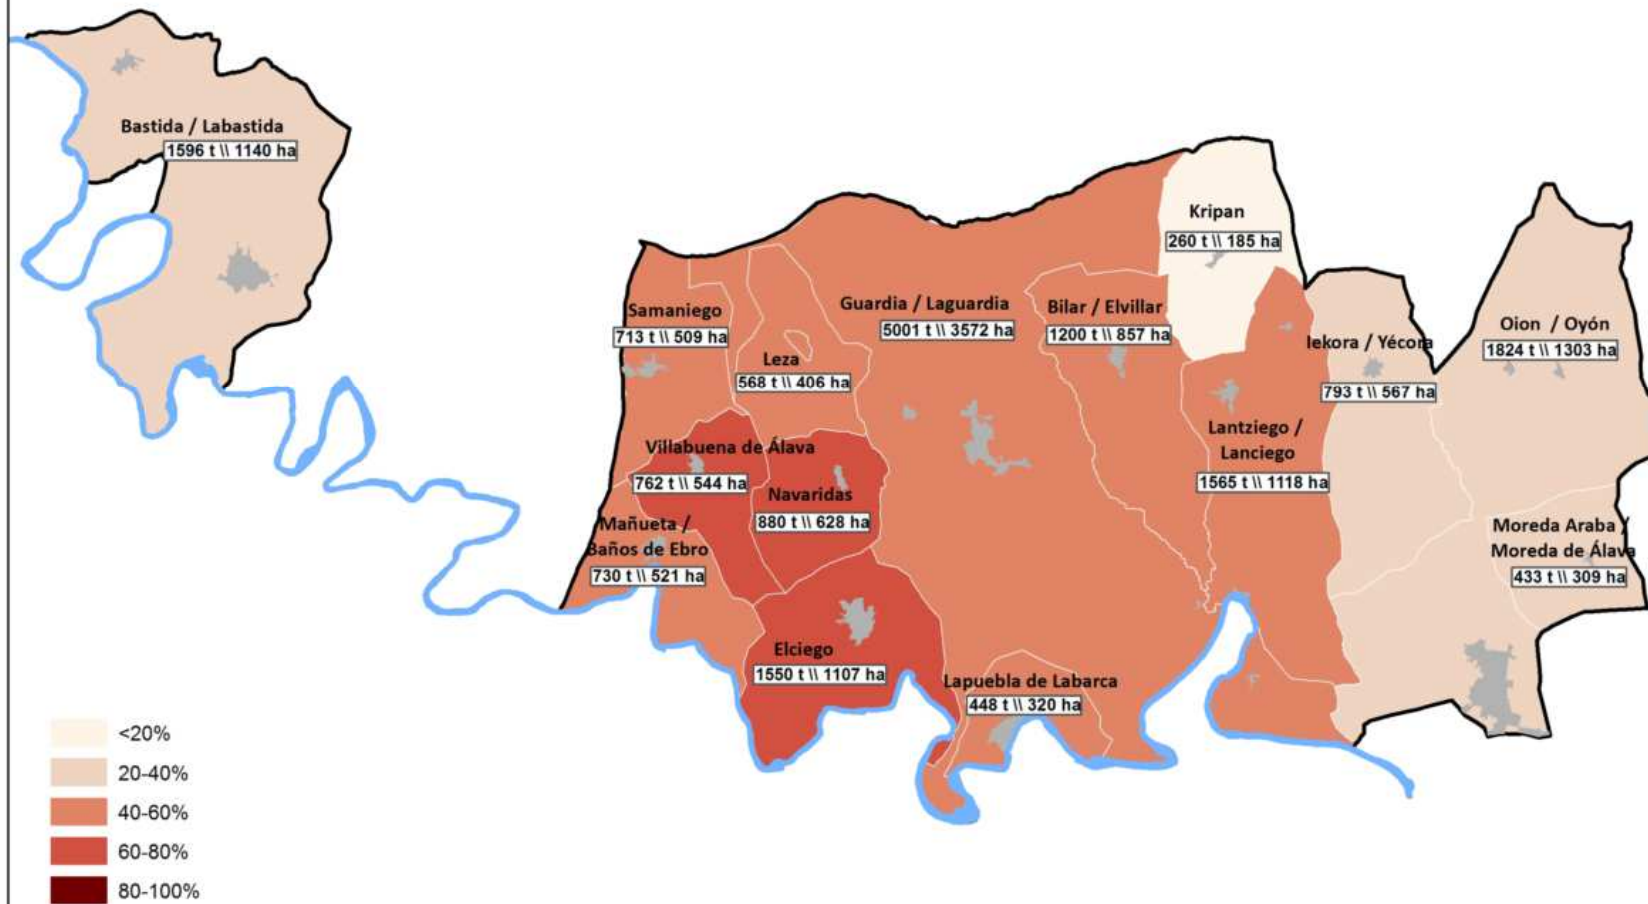 Bastida / Labastida
1596 t \\ 1140 ha
Kripan
260 t \\ 185 ha
Samaniego
713 t \\ 509 ha
Guardia / Laguardia
5001 t \\ 3572 ha
Bilar / Elvillar
1200 t \\ 857 ha
Oion / Oyón
1824 t \\ 1303 ha
Leza
568 t \\ 406 ha
Iekora / Yécora
793 t \\ 567 ha
Villabuena de Álava
762 t \\ 544 ha
Navaridas
880 t \\ 628 ha
Lantziego /
Lanciego
1565 t \\ 1118 ha
Mañueta /
Baños de Ebro
730 t \\ 521 ha
Moreda Araba /
Moreda de Álava
433 t \\ 309 ha
Elciego
1550 t \\ 1107 ha
Lapuebla de Labarca
448 t \\ 320 ha
<20%
20-40%
40-60%
60-80%
80-100%